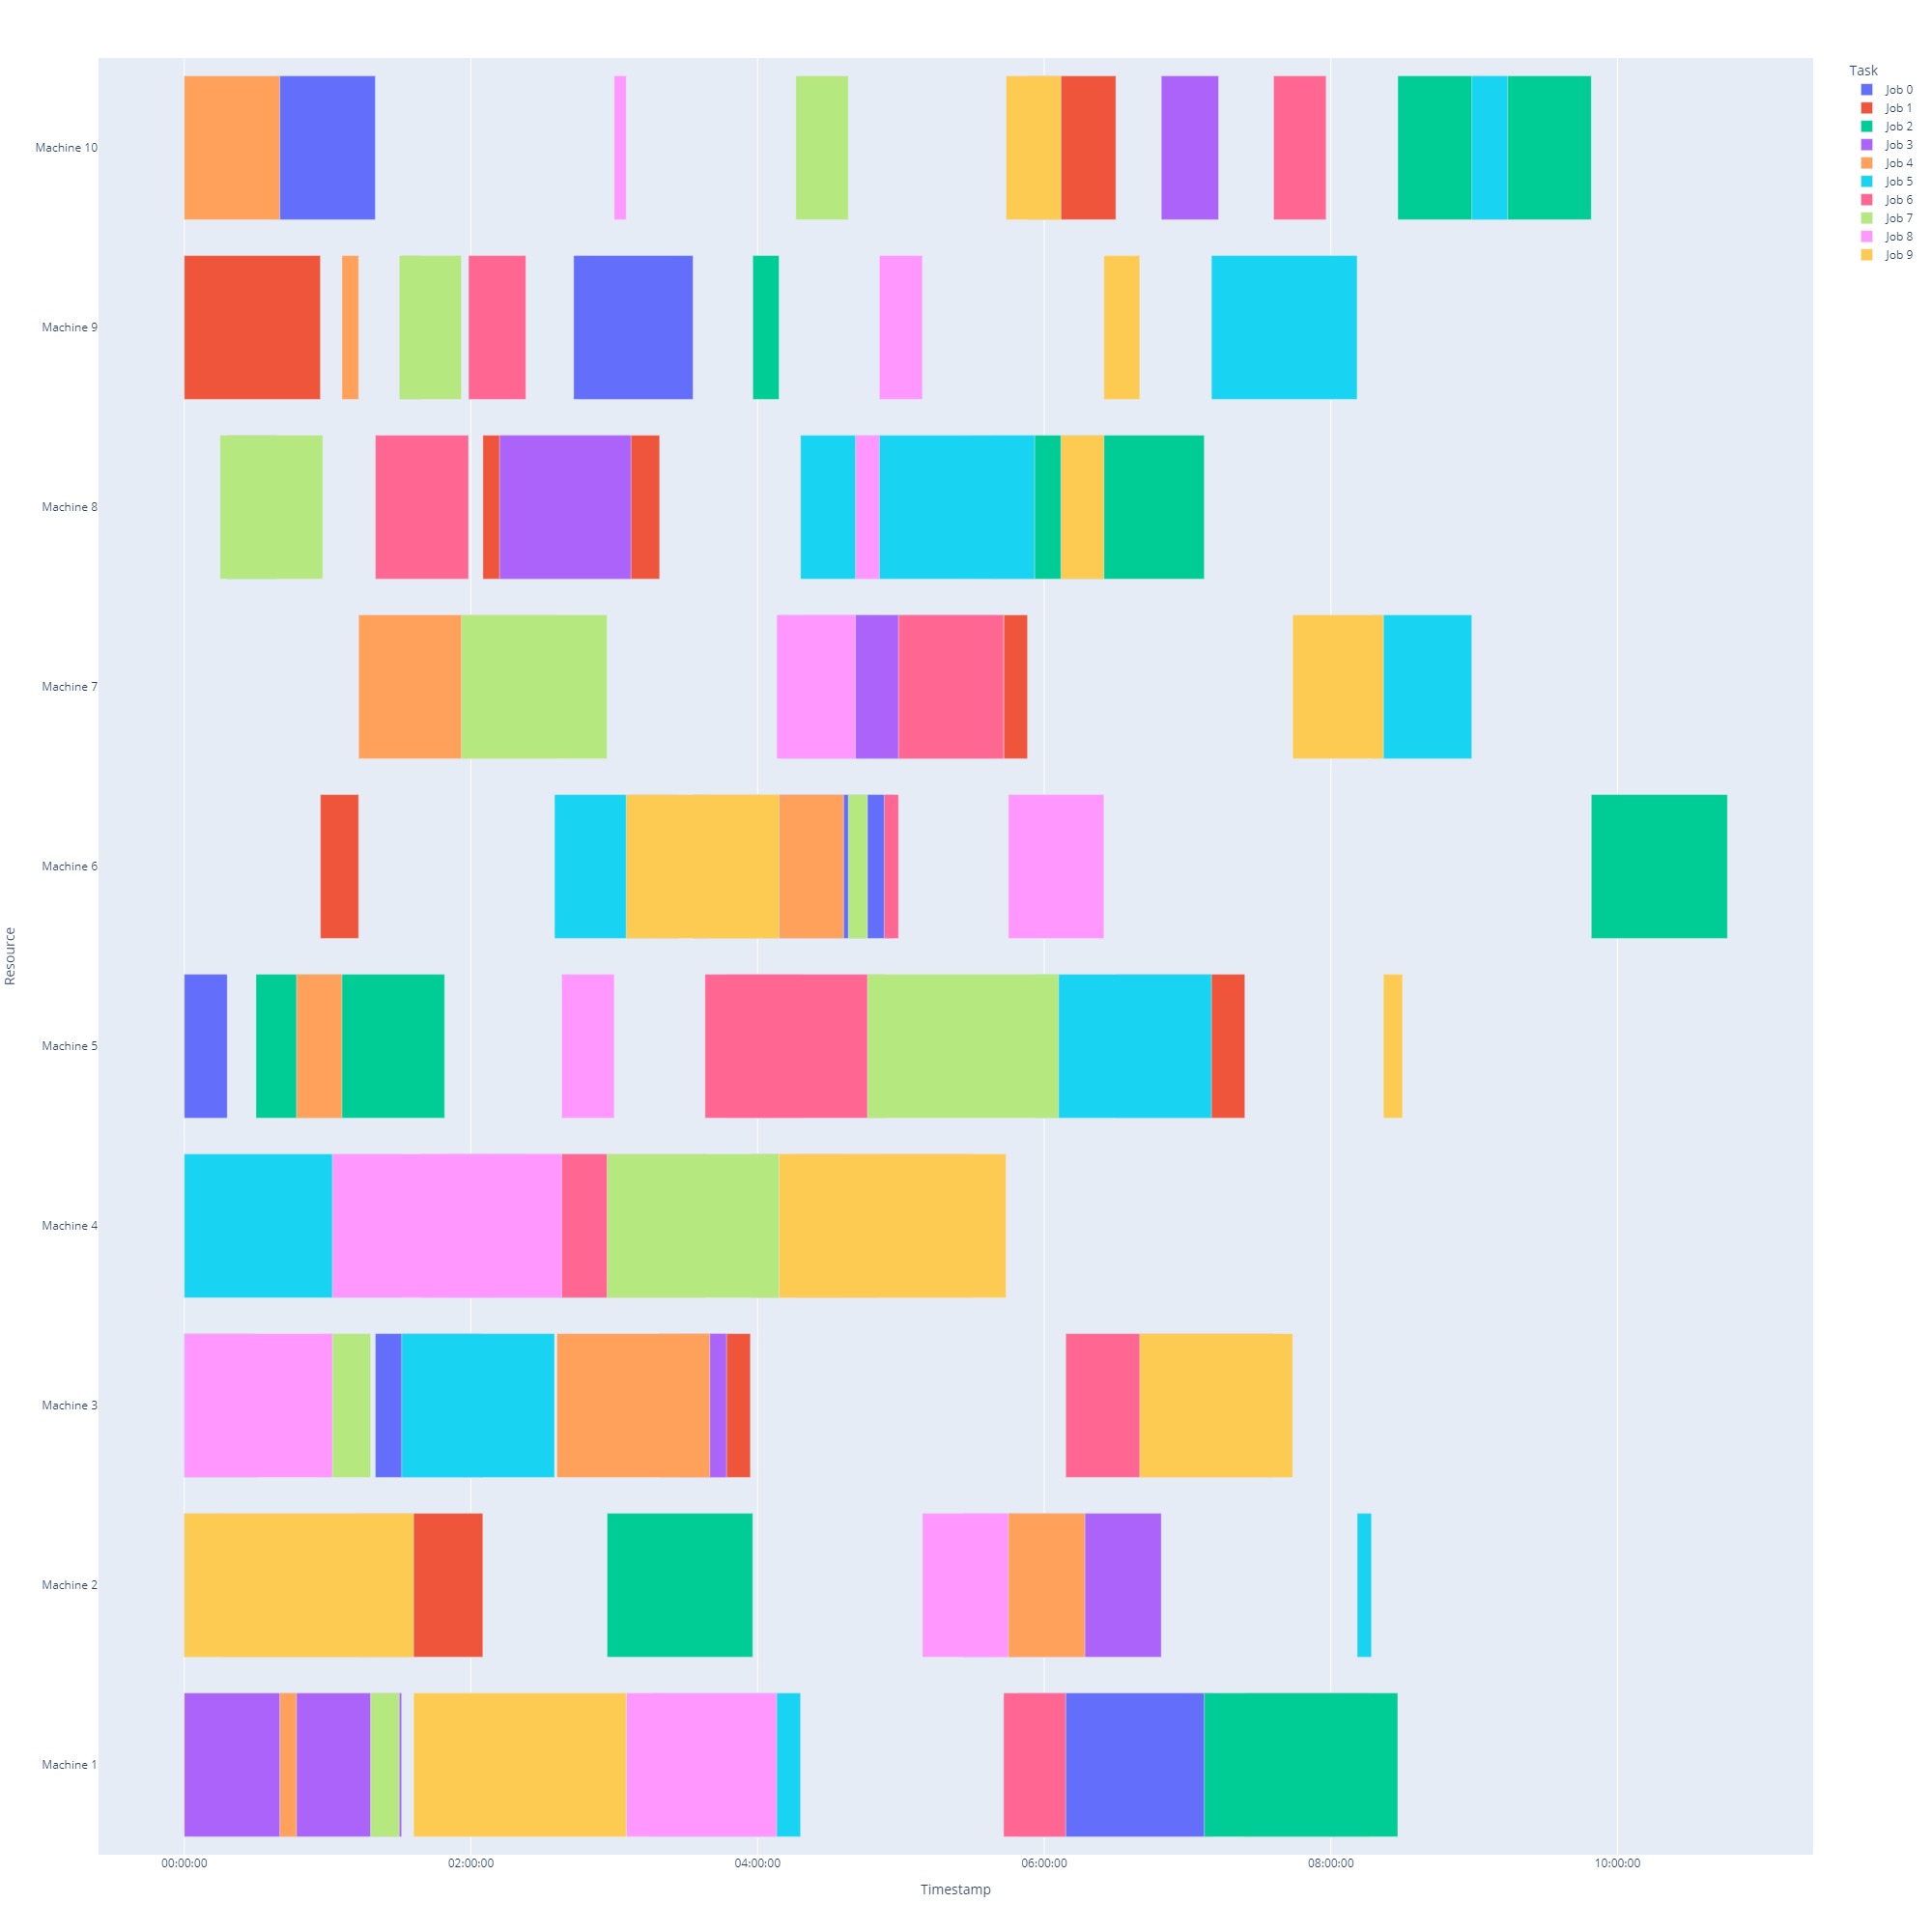 Task
Job 0
Job 1
Job 2
Job 3
Job 4
Job 5
Job 6
Job 7
Job 8
Job 9
Machine 10
Machine 9
Machine 8
Machine 7
Machine 6
Machine 5
Machine 4
Machine 3
Machine 2
Machine 1
Resource
00:00:00 02:00:00 04:00:00 06:00:00 08:00:00 10:00:00
Timestamp